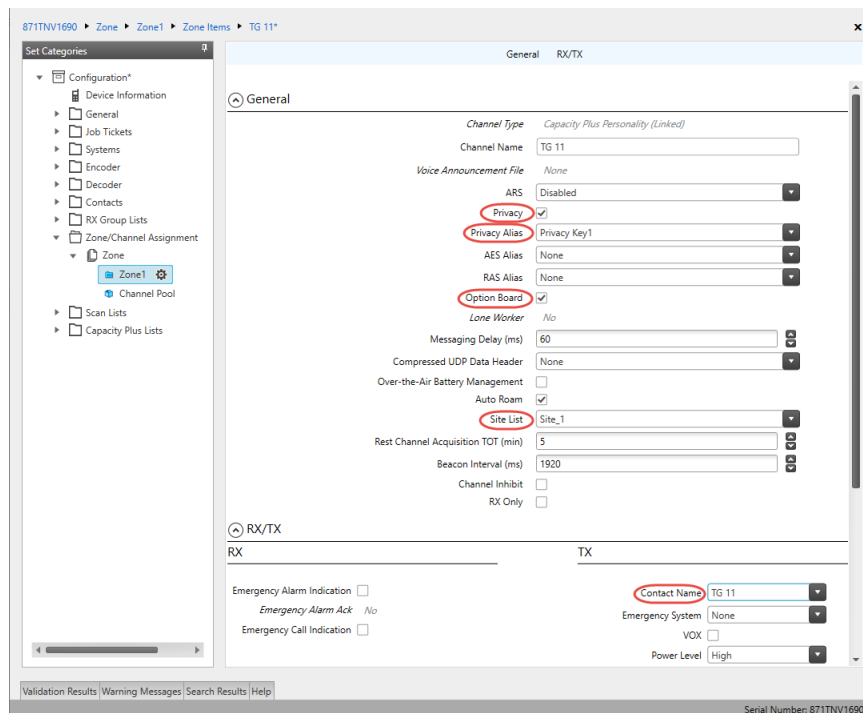 871TNV1690 Zone Zone1 Zone Items TG 11*
x
Set Categories
General RX/TX
Configuration*
Device Information
General
Job Tickets
Systems
Encoder
Decoder
Contacts
RX Group Lists
Zone/Channel Assignment
Zone
Zone1
Channel Pool
Scan Lists
Capacity Plus Lists
General
Channel Type Capacity Plus Personality (Linked)
Channel Name TG 11
Voice Announcement File None
ARS Disabled
Privacy
Privacy Alias Privacy Key1
AES Alias None
RAS Alias None
Option Board
Lone Worker No
Messaging Delay (ms) 60
Compressed UDP Data Header None
Over-the-Air Battery Management
Auto Roam
Site List Site_1
Rest Channel Acquisition TOT (min) 5
Beacon Interval (ms) 1920
Channel Inhibit
RX Only
RX/TX
RX TX
Emergency Alarm Indication
Emergency Alarm Ack No
Emergency Call Indication
Contact Name TG 11
Emergency System None
VOX
Power Level High
Validation Results Warning Messages Search Results Help
Serial Number: 871TNV1690